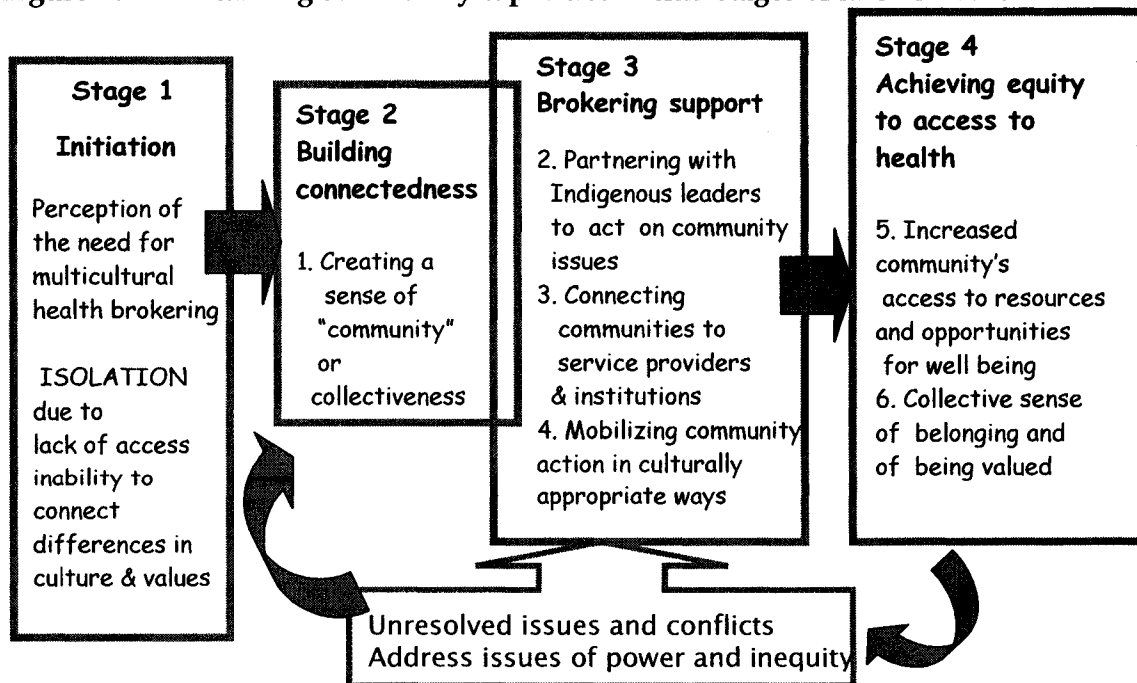 Stage 1
Initiation
Perception of
the need for
multicultural
health brokering
ISOLATION
due to
lack of access
inability to
connect
differences in
culture & values
Stage 2
Building
connectedness
1. Creating a
sense of
"community"
or
collectiveness
Stage 3
Brokering support
2. Partnering with
Indigenous leaders
to act on community
issues
3. Connecting
communities to
service providers
& institutions
4. Mobilizing community
action in culturally
appropriate ways
Stage 4
Achieving equity
to access to
health
5. Increased
community's
access to resources
and opportunities
for well being
6. Collective sense
of belonging and
of being valued
Unresolved issues and conflicts
Address issues of power and inequity